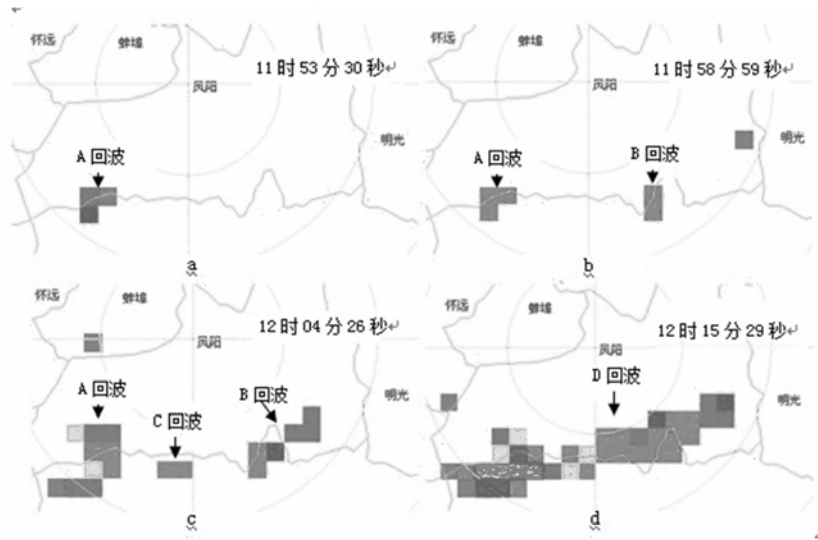 怀远 蚌埠
11时53分30秒↵
凤阳
A回波
明光
a
怀远 蚌埠
11时58分59秒↵
凤阳
A回波 B回波
明光
b
怀远 蚌埠
12时04分26秒↵
凤阳
A回波 C回波 B回波
明光
c
怀远 蚌埠
12时15分29秒↵
凤阳
D回波
明光
d